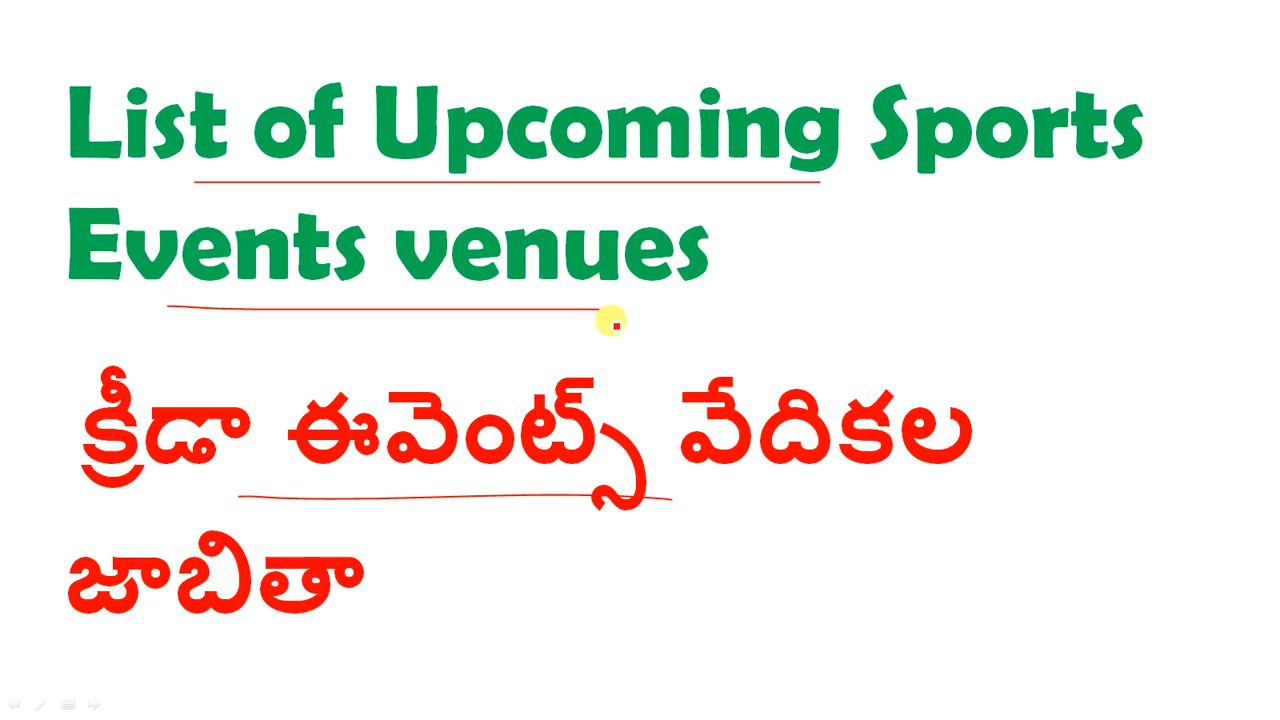 List of Upcoming Sports
Events venues
క్రీడా ఈవెంట్స్ వేదికల
జాబితా